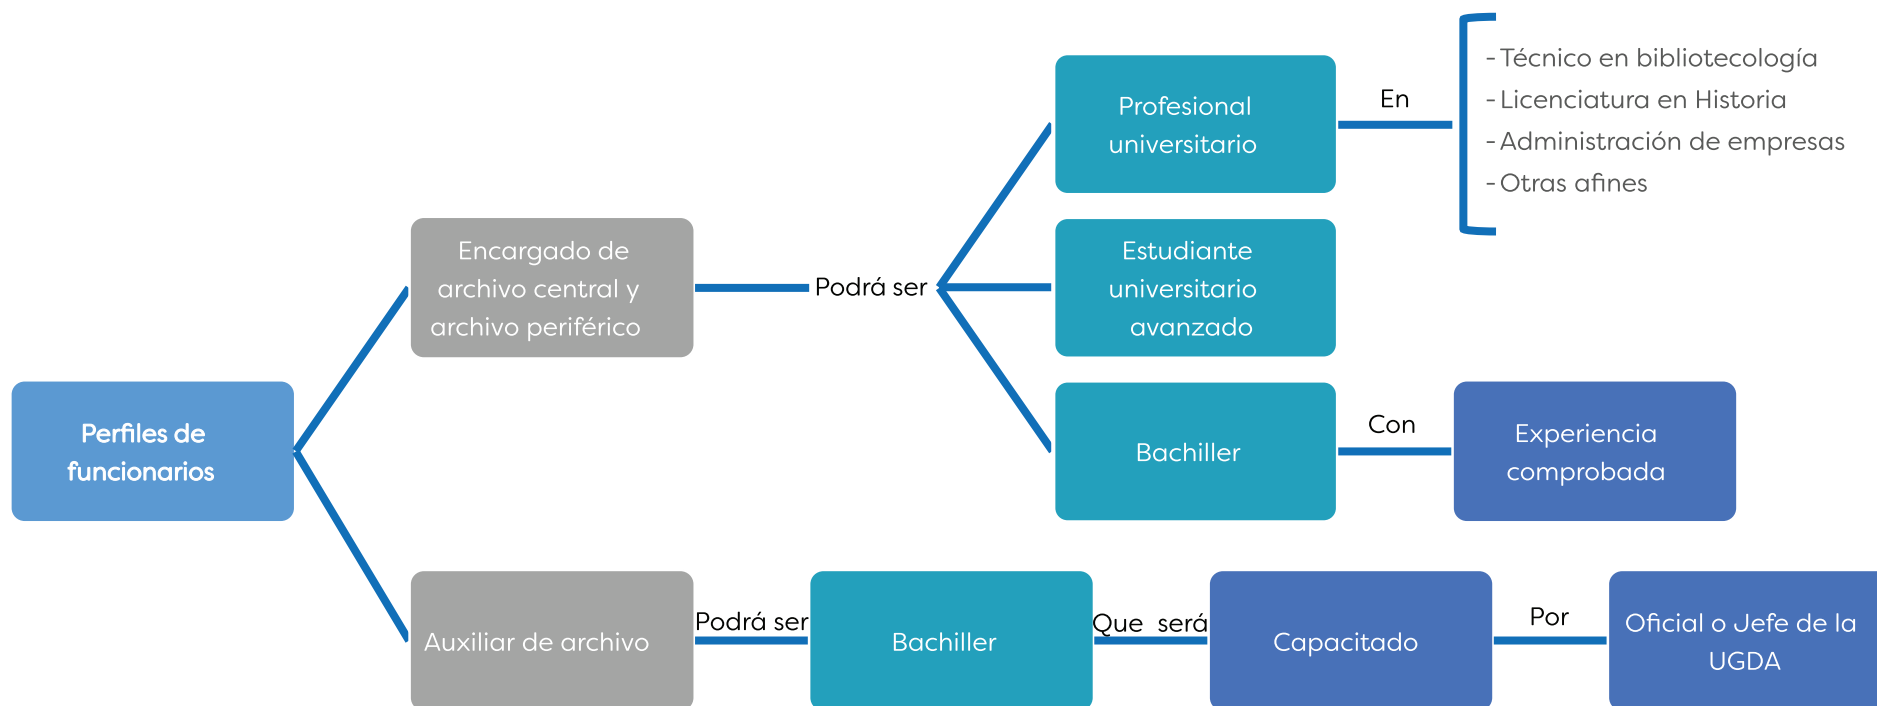 Perfiles de
funcionarios
Encargado de
archivo central y
archivo periférico
Podrá ser
Profesional
universitario
En
- Técnico en bibliotecología
- Licenciatura en Historia
- Administración de empresas
- Otras afines
Estudiante
universitario
avanzado
Bachiller
Con
Experiencia
comprobada
Auxiliar de archivo
Podrá ser
Bachiller
Que será
Capacitado
Por
Oficial o Jefe de la
UGDA